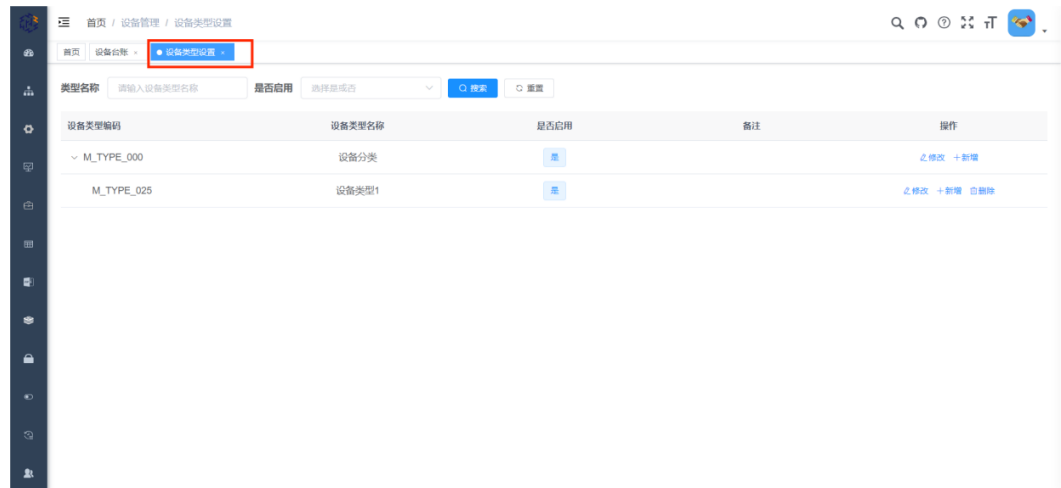 首页 / 设备管理 / 设备类型设置
首页 设备台账 × 设备类型设置 ×
类型名称 请输入设备类型名称 是否启用 选择是或否 搜索 重置
设备类型编码 设备类型名称 是否启用 备注 操作
M_TYPE_000 设备分类 是 修改 +新增
M_TYPE_025 设备类型1 是 修改 +新增 删除